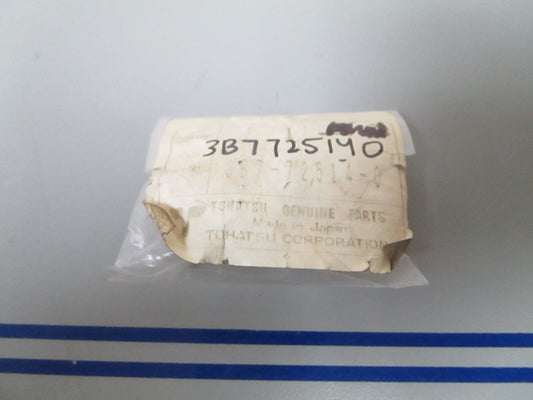 3B7725140
3B7-72514-0
TOHATSU GENUINE PARTS
Made in Japan
TOHATSU CORPORATION